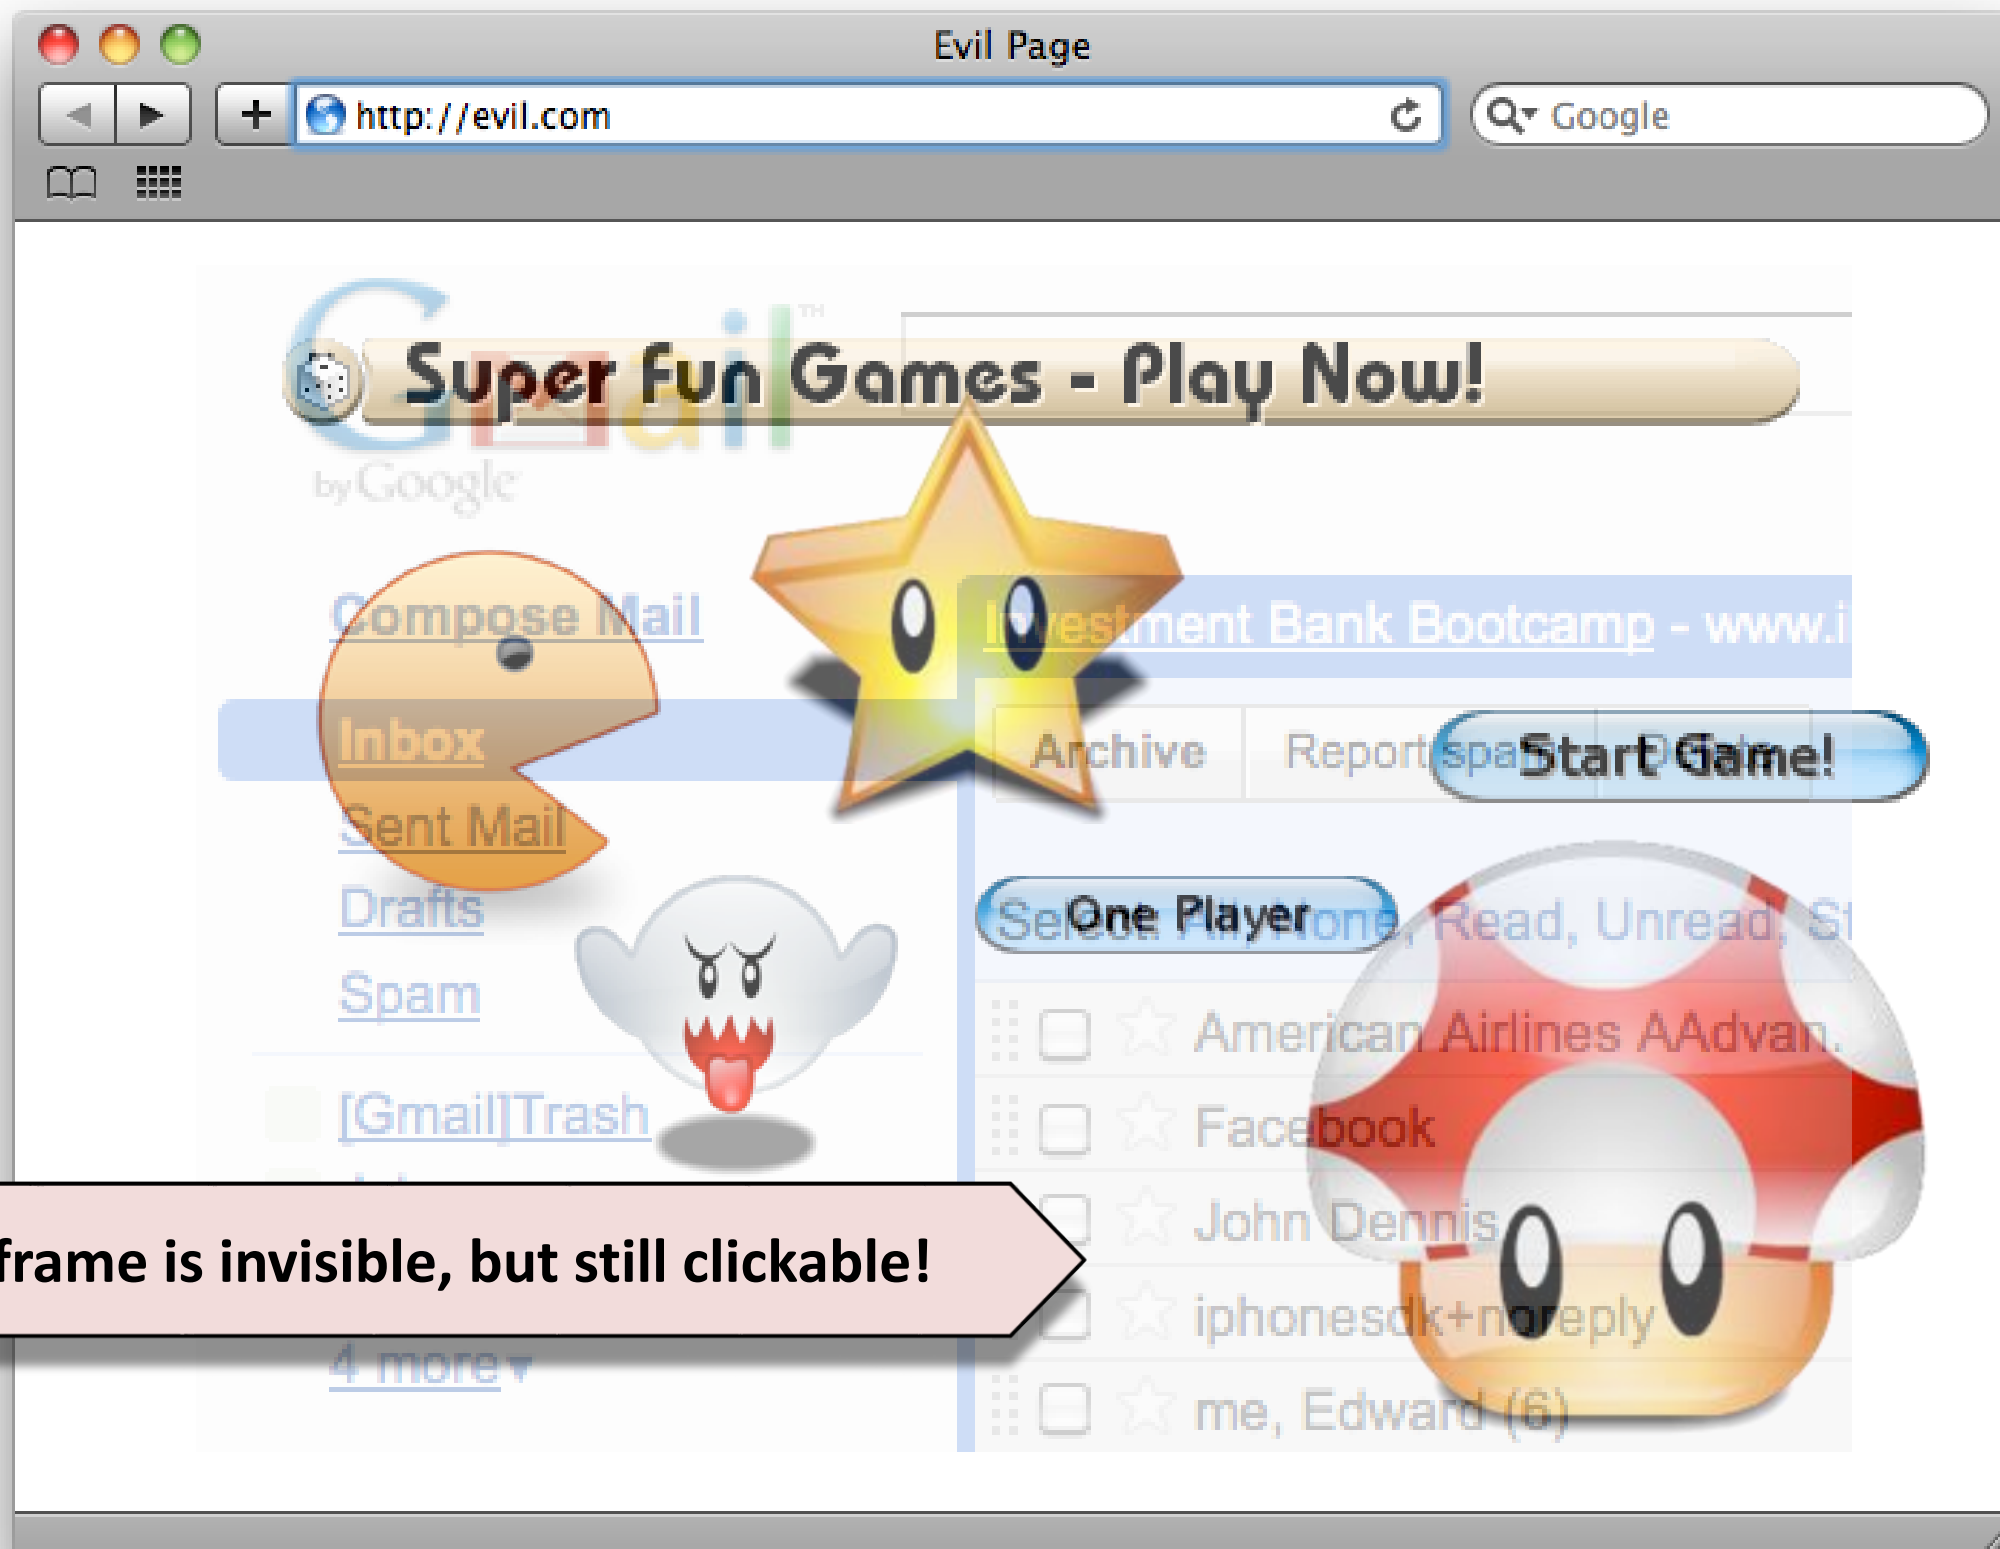 Evil Page
http://evil.com
Google
Gmail™
Super Fun Games - Play Now!
by Google
Compose Mail
Investment Bank Bootcamp - www.i
Inbox
Archive
Report spam
Start Game!
Sent Mail
Drafts
One Player
Read, Unread,
Spam
American Airlines AAdvan.
[Gmail]Trash
Facebook
John Dennis
frame is invisible, but still clickable!
iphonesdk+noreply
4 more▾
me, Edward (6)